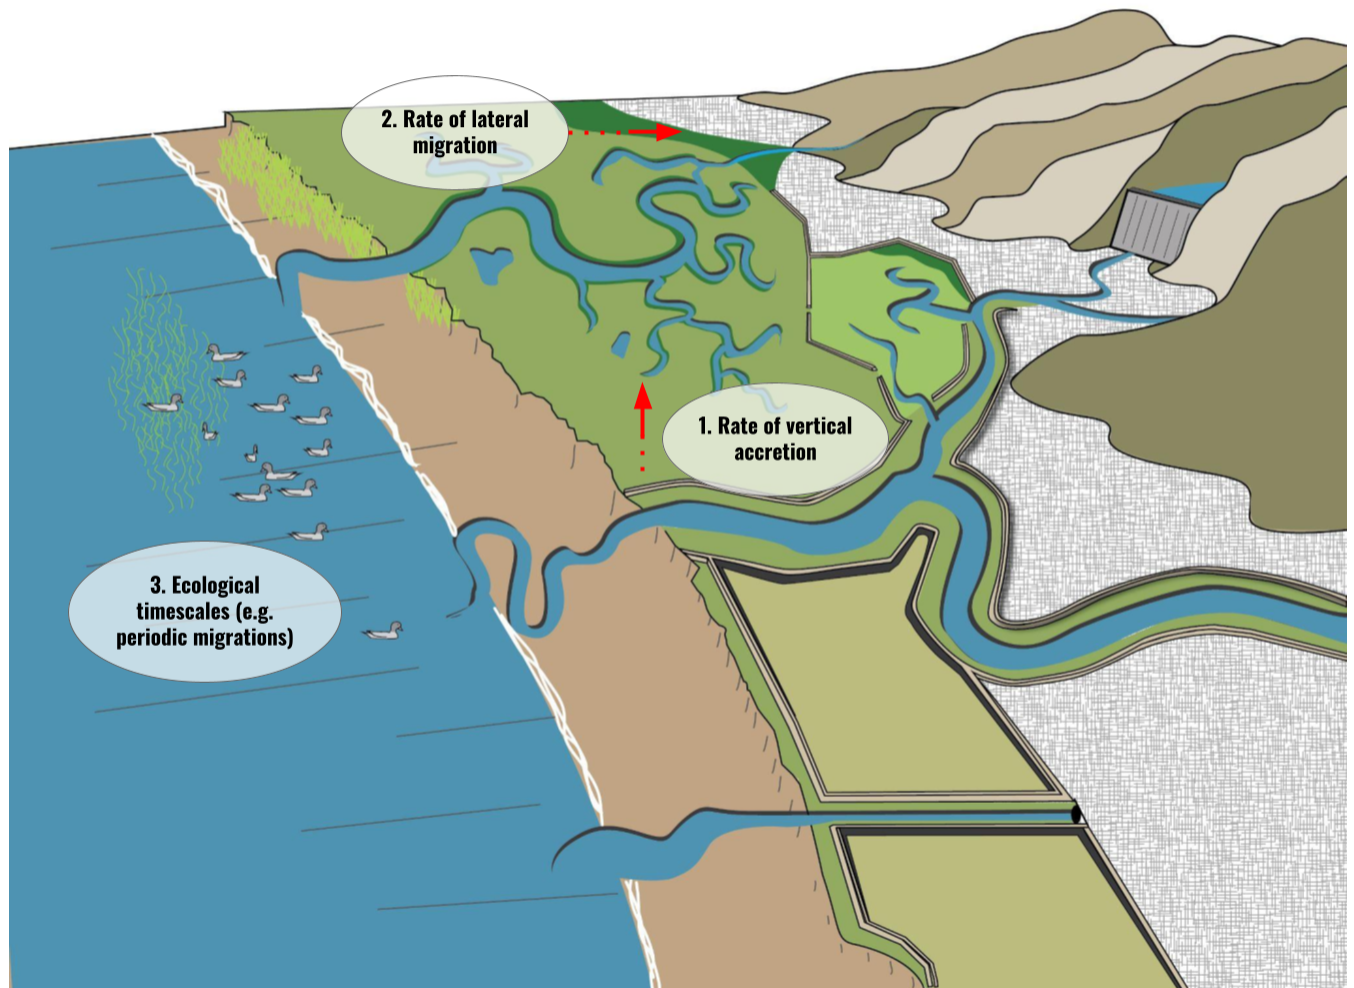 2. Rate of lateral
migration
1. Rate of vertical
accretion
3. Ecological
timescales (e.g.
periodic migrations)